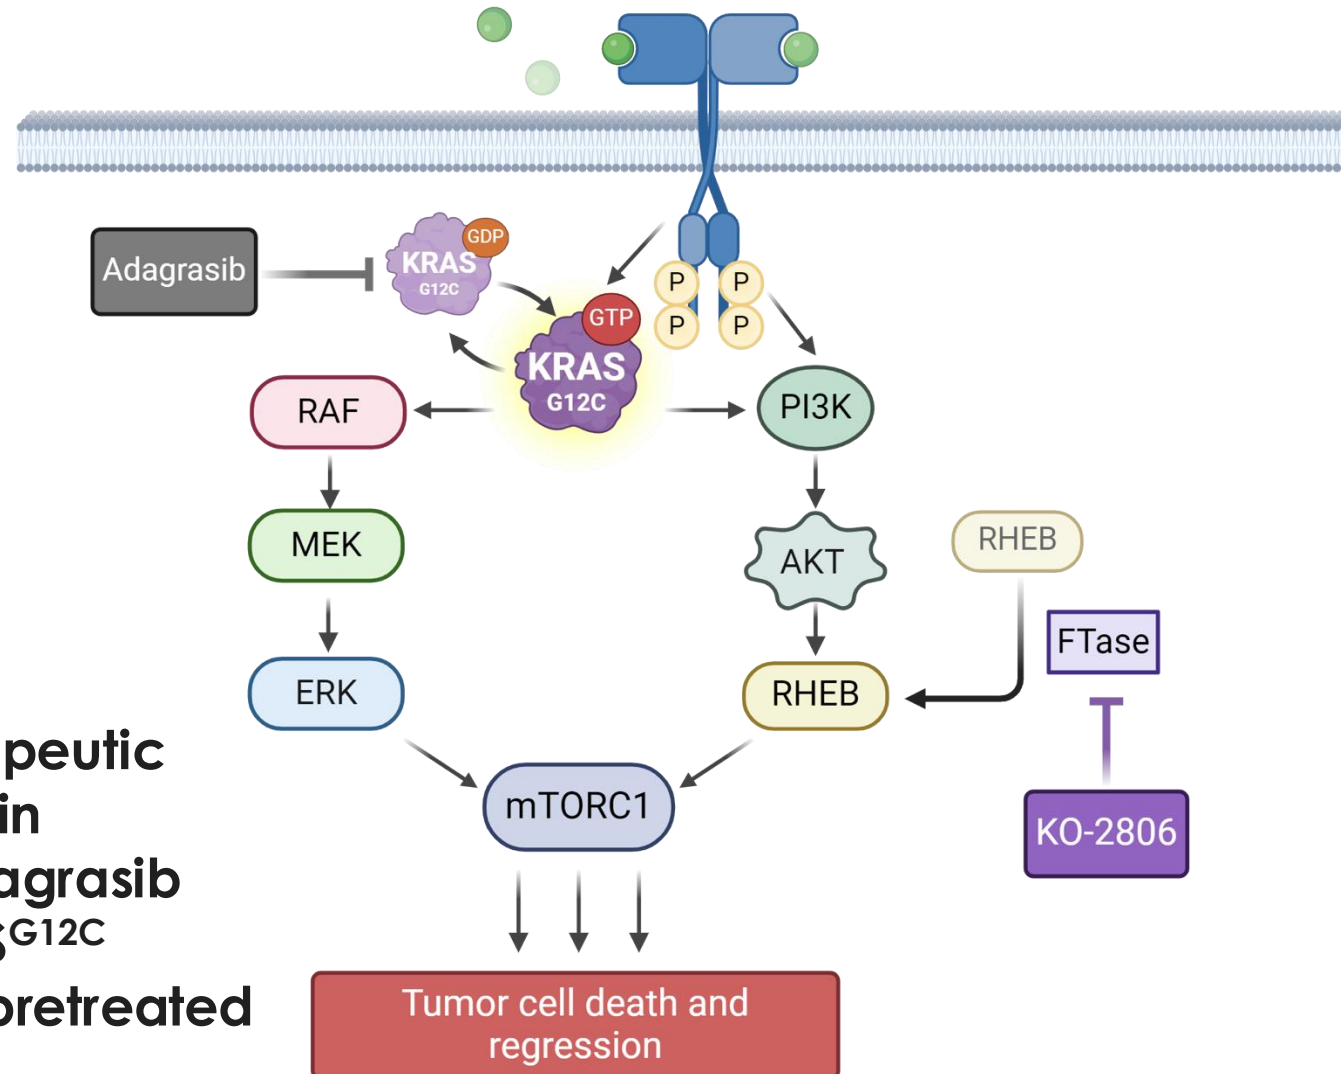 GDP
Adagrasib
KRAS
G12C
GTP
KRAS
G12C
P
P
P
P
RAF
PI3K
MEK
AKT
RHEB
FTase
ERK
RHEB
mTORC1
KO-2806
peutic
in
agrasib
G12C
pretreated
Tumor cell death and
regression